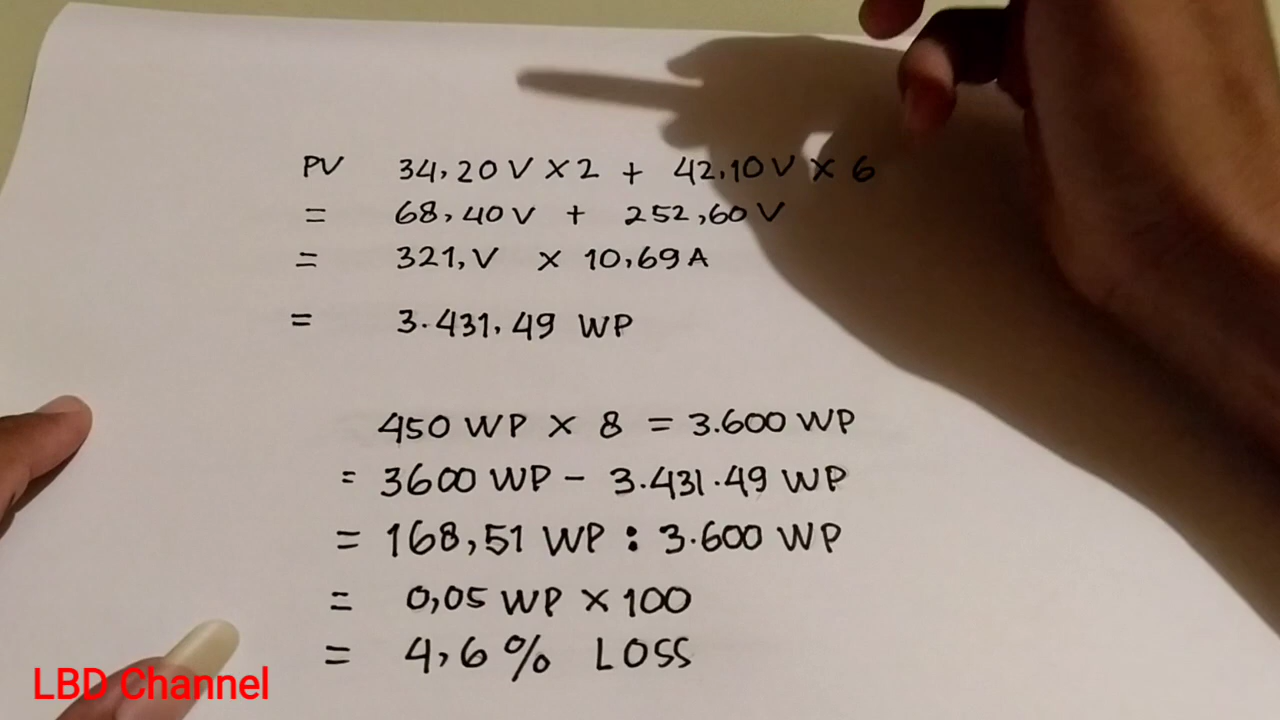 PV 34,20 V X 2 + 42,10 V X 6
= 68,40 V + 252,60 V
= 321,V X 10,69 A
= 3.431,49 WP
450 WP X 8 = 3.600 WP
= 3600 WP - 3.431.49 WP
= 168,51 WP : 3.600 WP
= 0,05 WP X 100
= 4,6 % LOSS
LBD Channel